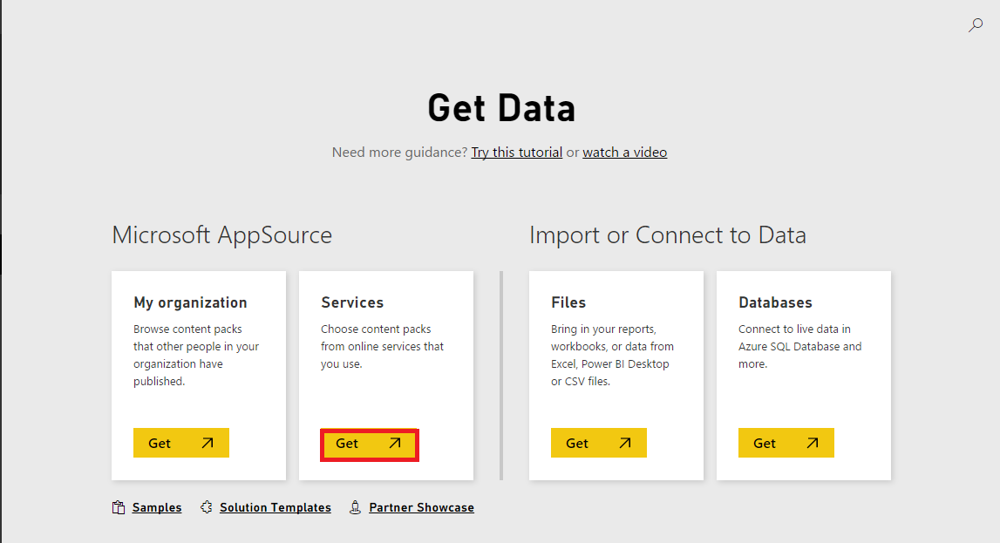 Get Data
Need more guidance? Try this tutorial or watch a video
Microsoft AppSource
My organization
Browse content packs
that other people in your
organization have
published.
Get
Services
Choose content packs
from online services that
you use.
Get
Import or Connect to Data
Files
Bring in your reports,
workbooks, or data from
Excel, Power BI Desktop
or CSV files.
Get
Databases
Connect to live data in
Azure SQL Database and
more.
Get
Samples
Solution Templates
Partner Showcase